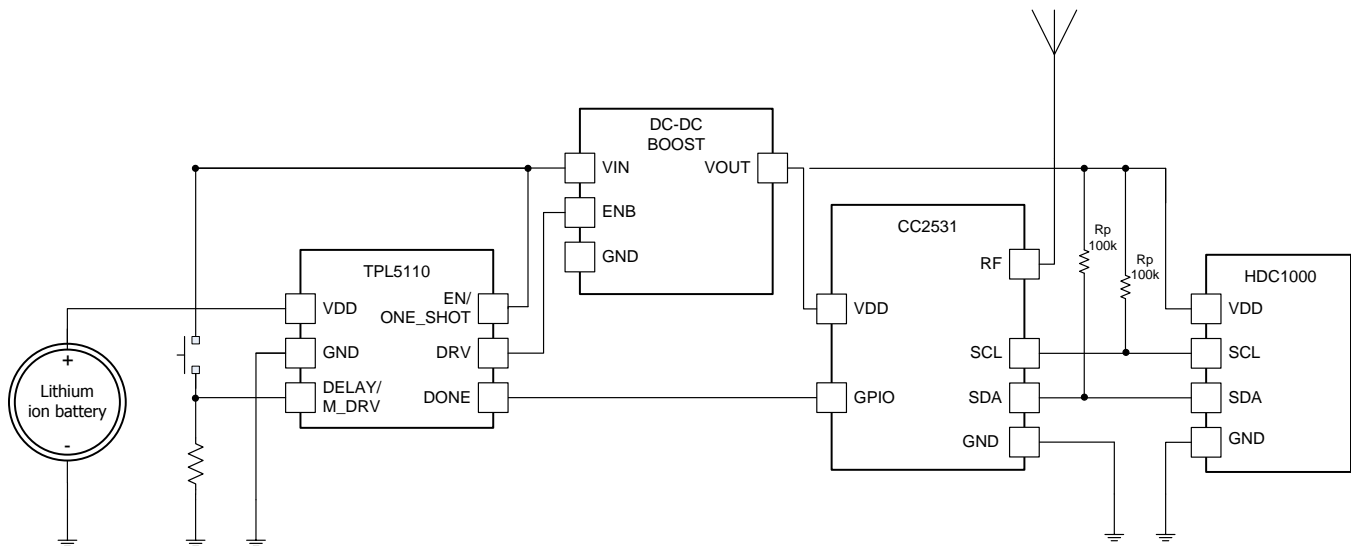 DC-DC
BOOST
VIN
VOUT
ENB
GND
TPL5110
VDD
EN/
ONE_SHOT
GND
DRV
DELAY/
M_DRV
DONE
+
Lithium
ion battery
-
CC2531
RF
VDD
SCL
GPIO
SDA
GND
Rp
100k
Rp
100k
HDC1000
VDD
SCL
SDA
GND